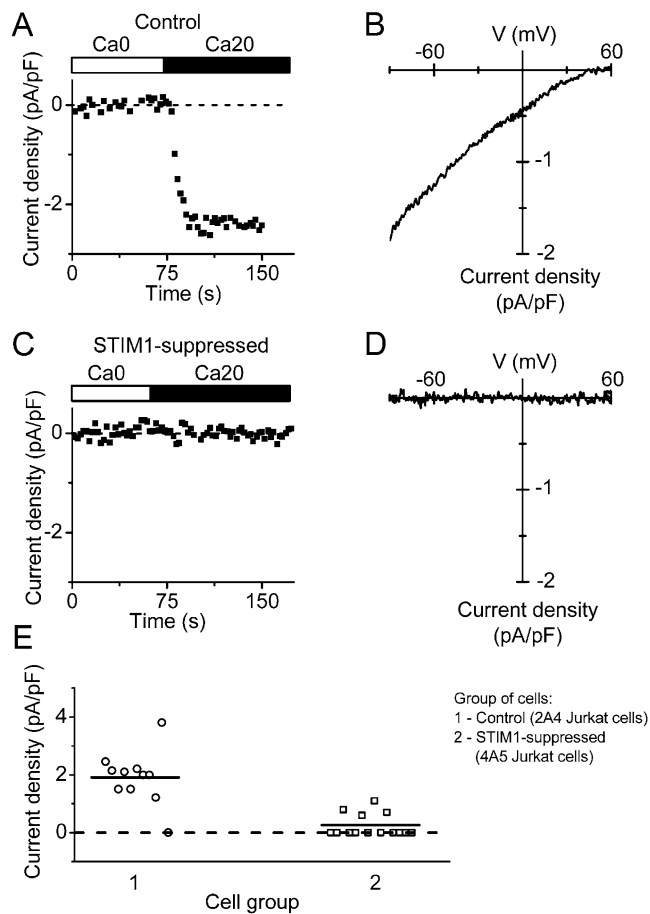 A
Control
Ca0 Ca20
Current density (pA/pF)
0
-2
0 75 150
Time (s)
B
V (mV)
-60 60
-1
-2
Current density
(pA/pF)
C
STIM1-suppressed
Ca0 Ca20
Current density (pA/pF)
0
-2
0 75 150
Time (s)
D
V (mV)
-60 60
-1
-2
Current density
(pA/pF)
E
Current density (pA/pF)
4
2
0
1 2
Cell group
Group of cells:
1 - Control (2A4 Jurkat cells)
2 - STIM1-suppressed
(4A5 Jurkat cells)